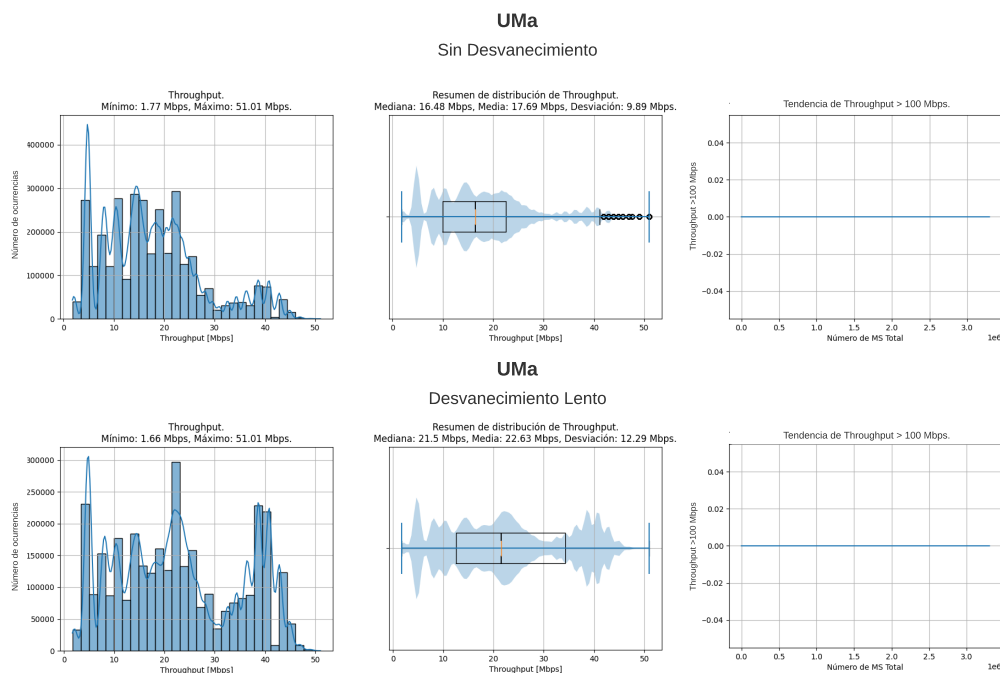 UMa
Sin Desvanecimiento
Throughput.
Mínimo: 1.77 Mbps, Máximo: 51.01 Mbps.
Número de ocurrencias
400000
300000
200000
100000
0
0 10 20 30 40 50
Throughput [Mbps]
Resumen de distribución de Throughput.
Mediana: 16.48 Mbps, Media: 17.69 Mbps, Desviación: 9.89 Mbps.
0 10 20 30 40 50
Throughput [Mbps]
Tendencia de Throughput > 100 Mbps.
Throughput >100 Mbps
0.04
0.02
0.00
−0.02
−0.04
0.0 0.5 1.0 1.5 2.0 2.5 3.0
1e6
Número de MS Total
UMa
Desvanecimiento Lento
Throughput.
Mínimo: 1.66 Mbps, Máximo: 51.01 Mbps.
Número de ocurrencias
300000
250000
200000
150000
100000
50000
0
0 10 20 30 40 50
Throughput [Mbps]
Resumen de distribución de Throughput.
Mediana: 21.5 Mbps, Media: 22.63 Mbps, Desviación: 12.29 Mbps.
0 10 20 30 40 50
Throughput [Mbps]
Tendencia de Throughput > 100 Mbps.
Throughput >100 Mbps
0.04
0.02
0.00
−0.02
−0.04
0.0 0.5 1.0 1.5 2.0 2.5 3.0
1e6
Número de MS Total